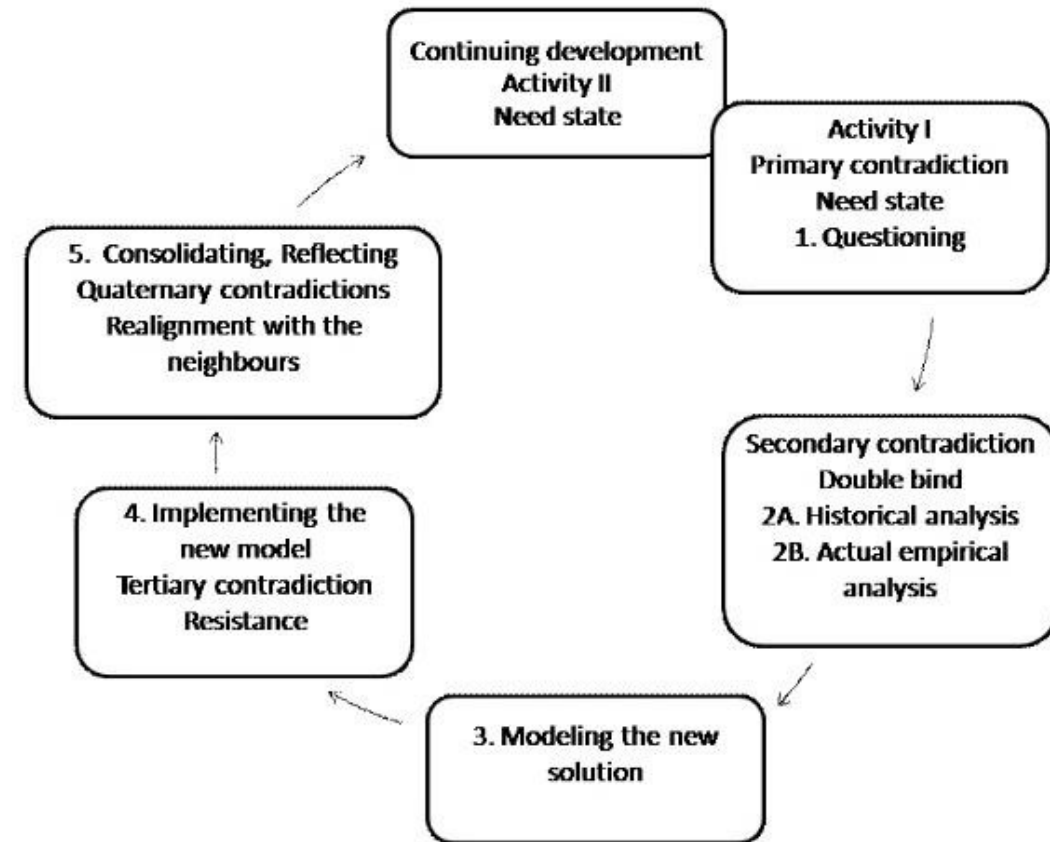 Continuing development
Activity II
Need state
Activity I
Primary contradiction
Need state
1. Questioning
Secondary contradiction
Double bind
2A. Historical analysis
2B. Actual empirical
analysis
3. Modeling the new
solution
4. Implementing the
new model
Tertiary contradiction
Resistance
5. Consolidating, Reflecting
Quaternary contradictions
Realignment with the
neighbours